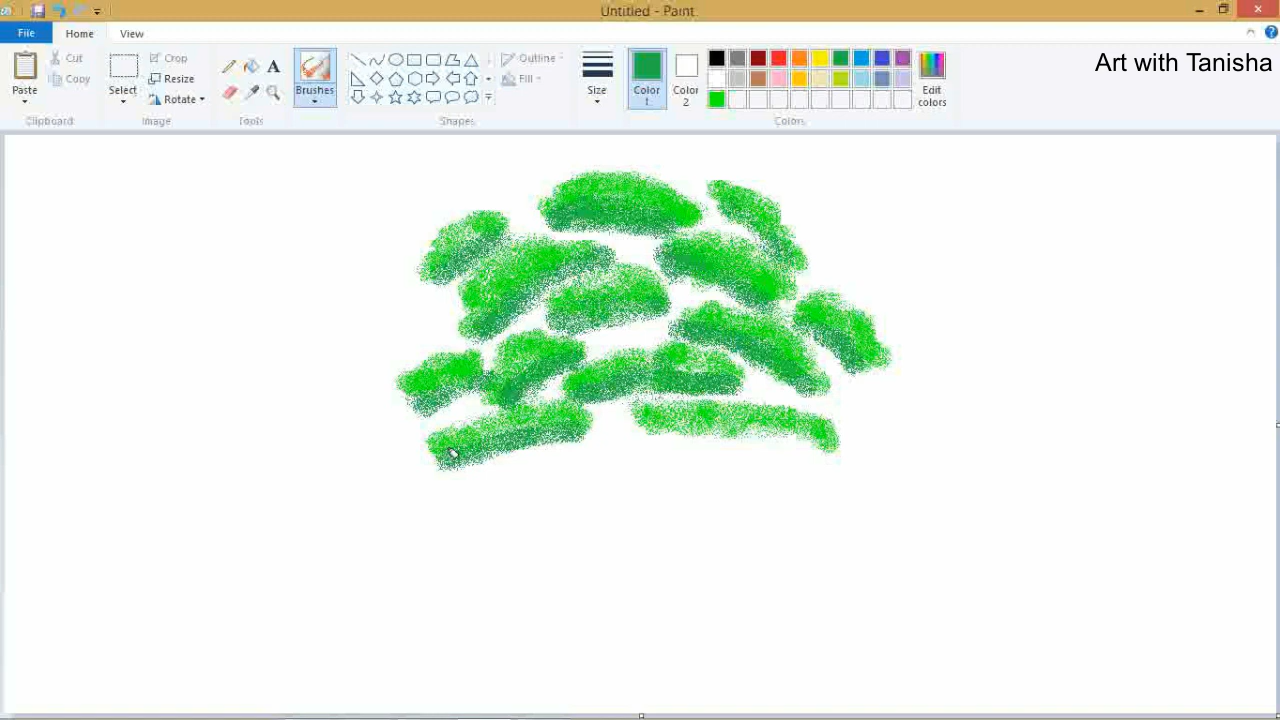 Untitled - Paint
File Home View
Art with Tanisha
Paste
Cut
Copy
Clipboard
Select
Crop
Resize
Rotate
Image
A
Tools
Brushes
Outline
Fill
Shapes
Size
Color
1
Color
2
Edit
colors
Colors